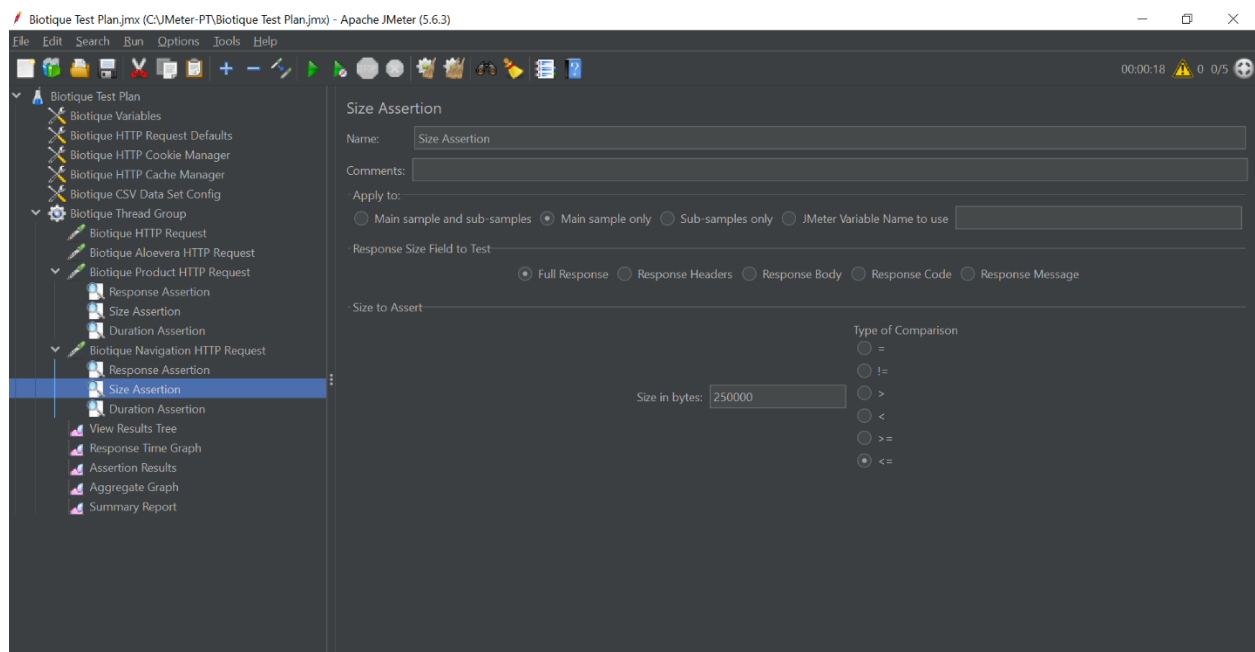 Biotique Test Plan.jmx (C:\JMeter-PT\Biotique Test Plan.jmx) - Apache JMeter (5.6.3)
File Edit Search Run Options Tools Help
00:00:18 0 0/5
Biotique Test Plan
Biotique Variables
Biotique HTTP Request Defaults
Biotique HTTP Cookie Manager
Biotique HTTP Cache Manager
Biotique CSV Data Set Config
Biotique Thread Group
Biotique HTTP Request
Biotique Aloevera HTTP Request
Biotique Product HTTP Request
Response Assertion
Size Assertion
Duration Assertion
Biotique Navigation HTTP Request
Response Assertion
Size Assertion
Duration Assertion
View Results Tree
Response Time Graph
Assertion Results
Aggregate Graph
Summary Report
Size Assertion
Name: Size Assertion
Comments:
Apply to:
Main sample and sub-samples Main sample only Sub-samples only JMeter Variable Name to use
Response Size Field to Test
Full Response Response Headers Response Body Response Code Response Message
Size to Assert
Size in bytes: 250000
Type of Comparison
=
!=
>
<
>=
<=